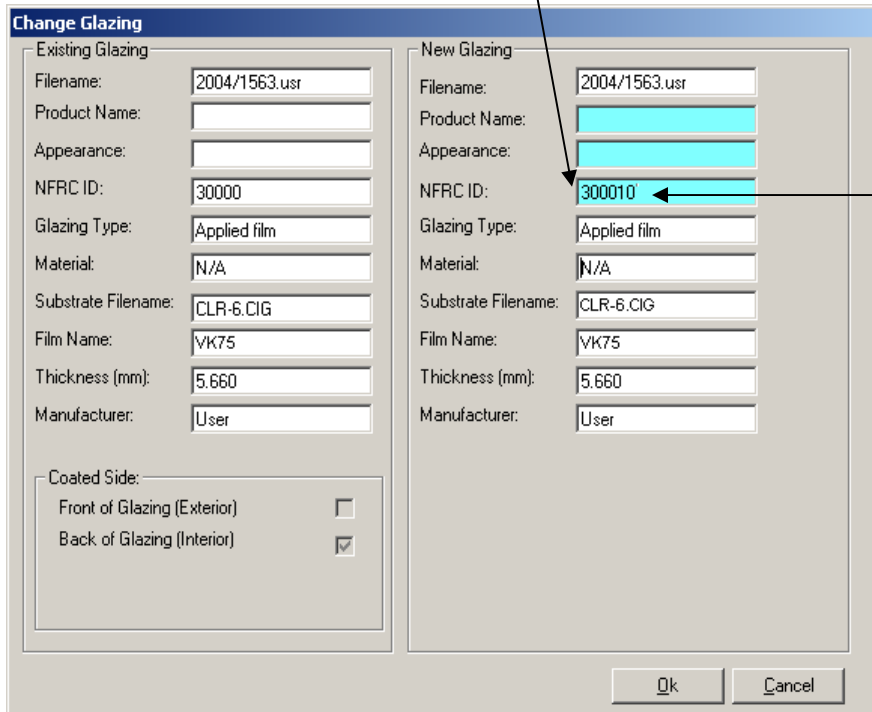 Change Glazing
Existing Glazing
Filename: 2004/1563.usr
Product Name:
Appearance:
NFRC ID: 30000
Glazing Type: Applied film
Material: N/A
Substrate Filename: CLR-6.CIG
Film Name: VK75
Thickness (mm): 5.660
Manufacturer: User
Coated Side:
Front of Glazing (Exterior)
Back of Glazing (Interior)
New Glazing
Filename: 2004/1563.usr
Product Name:
Appearance:
NFRC ID: 300010
Glazing Type: Applied film
Material: N/A
Substrate Filename: CLR-6.CIG
Film Name: VK75
Thickness (mm): 5.660
Manufacturer: User
Ok Cancel